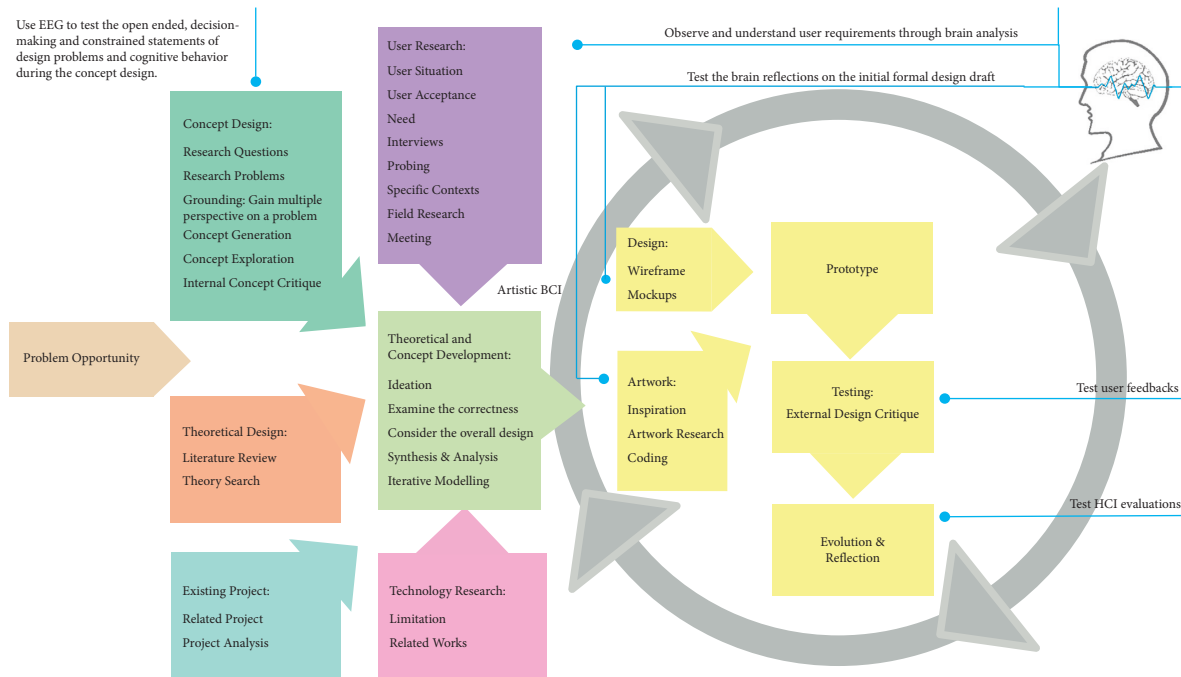 Use EEG to test the open ended, decision-
making and constrained statements of
design problems and cognitive behavior
during the concept design.
Observe and understand user requirements through brain analysis
Test the brain reflections on the initial formal design draft
Problem Opportunity
Concept Design:
Research Questions
Research Problems
Grounding: Gain multiple
perspective on a problem
Concept Generation
Concept Exploration
Internal Concept Critique
Theoretical Design:
Literature Review
Theory Search
Existing Project:
Related Project
Project Analysis
User Research:
User Situation
User Acceptance
Need
Interviews
Probing
Specific Contexts
Field Research
Meeting
Artistic BCI
Theoretical and
Concept Development:
Ideation
Examine the correctness
Consider the overall design
Synthesis & Analysis
Iterative Modelling
Technology Research:
Limitation
Related Works
Design:
Wireframe
Mockups
Artwork:
Inspiration
Artwork Research
Coding
Prototype
Testing:
External Design Critique
Evolution &
Reflection
Test user feedbacks
Test HCI evaluations